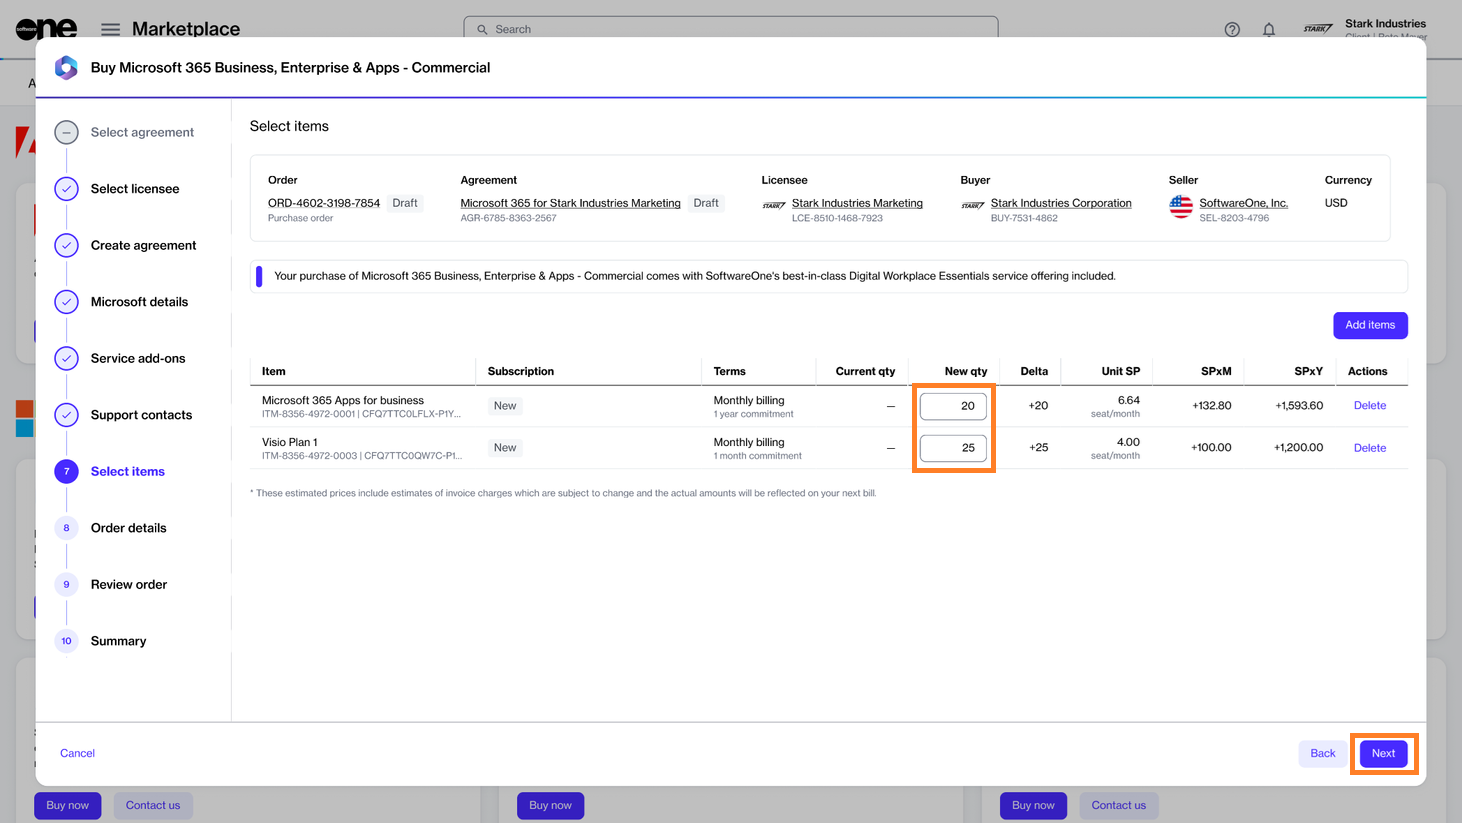 software one
Marketplace
Search
STARK
Stark Industries
Buy Microsoft 365 Business, Enterprise & Apps - Commercial
Select agreement
Select licensee
Create agreement
Microsoft details
Service add-ons
Support contacts
7 Select items
8 Order details
9 Review order
10 Summary
Select items
Order Agreement Licensee Buyer Seller Currency
ORD-4602-3198-7854 Draft Microsoft 365 for Stark Industries Marketing Draft STARK Stark Industries Marketing STARK Stark Industries Corporation SoftwareOne, Inc. USD
Purchase order AGR-6785-8363-2567 LCE-8510-1468-7923 BUY-7531-4862 SEL-8203-4796
Your purchase of Microsoft 365 Business, Enterprise & Apps - Commercial comes with SoftwareOne's best-in-class Digital Workplace Essentials service offering included.
Add items
Item Subscription Terms Current qty New qty Delta Unit SP SPxM SPxY Actions
Microsoft 365 Apps for business New Monthly billing — 20 +20 6.64 +132.80 +1,593.60 Delete
ITM-8356-4972-0001 | CFQ7TTC0LFLX-P1Y... 1 year commitment seat/month
Visio Plan 1 New Monthly billing — 25 +25 4.00 +100.00 +1,200.00 Delete
ITM-8356-4972-0003 | CFQ7TTC0QW7C-P1... 1 month commitment seat/month
* These estimated prices include estimates of invoice charges which are subject to change and the actual amounts will be reflected on your next bill.
Cancel
Back
Next
Buy now Contact us Buy now Buy now Contact us